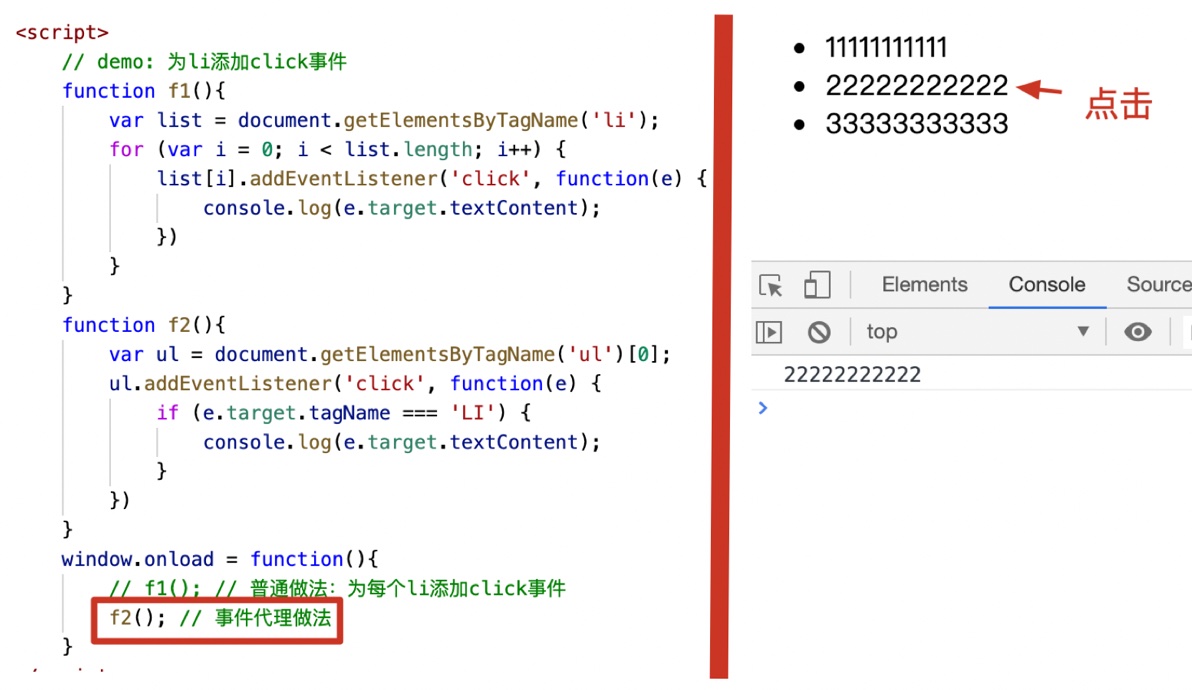 <script>
// demo: 为li添加click事件
function f1(){
var list = document.getElementsByTagName('li');
for (var i = 0; i < list.length; i++) {
list[i].addEventListener('click', function(e) {
console.log(e.target.textContent);
})
}
}
function f2(){
var ul = document.getElementsByTagName('ul')[0];
ul.addEventListener('click', function(e) {
if (e.target.tagName === 'LI') {
console.log(e.target.textContent);
}
})
}
window.onload = function(){
// f1(); // 普通做法：为每个li添加click事件
f2(); // 事件代理做法
}
11111111111
22222222222
点击
33333333333
Elements Console Source
top
22222222222